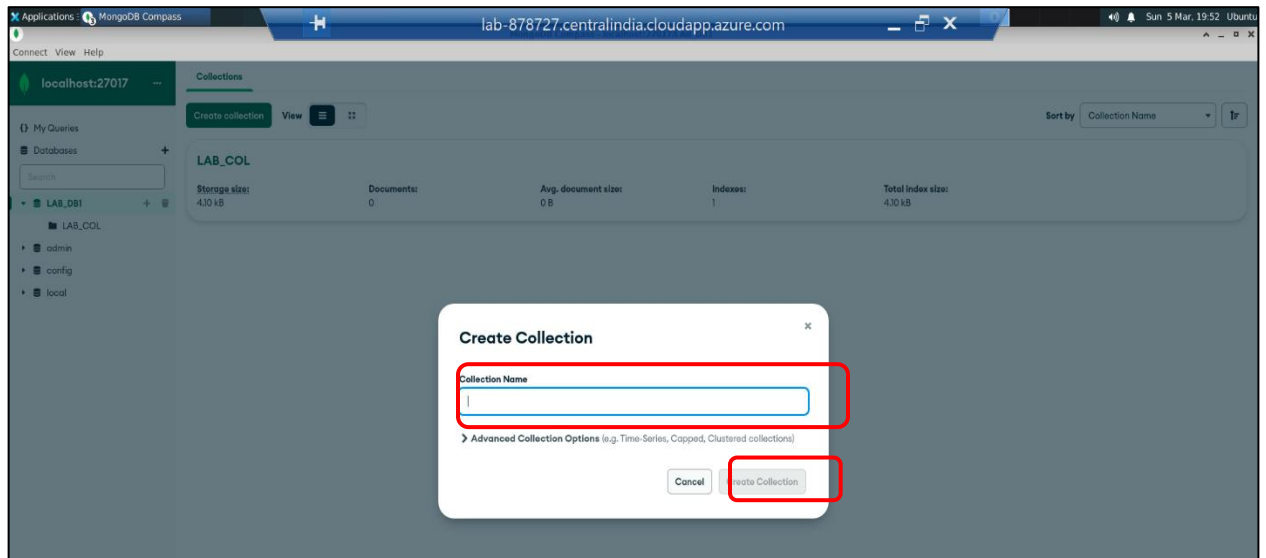 Applications MongoDB Compass
lab-878727.centralindia.cloudapp.azure.com
Sun 5 Mar, 19:52 Ubuntu
Connect View Help
localhost:27017 ...
Collections
Create collection View
Sort by Collection Name
{} My Queries
Databases +
Search
LAB_DB1 +
LAB_COL
admin
config
local
LAB_COL
Storage size: Documents: Avg. document size: Indexes: Total index size:
4.10 kB 0 0 B 1 4.10 kB
Create Collection
Collection Name
Advanced Collection Options (e.g. Time-Series, Capped, Clustered collections)
Cancel Create Collection